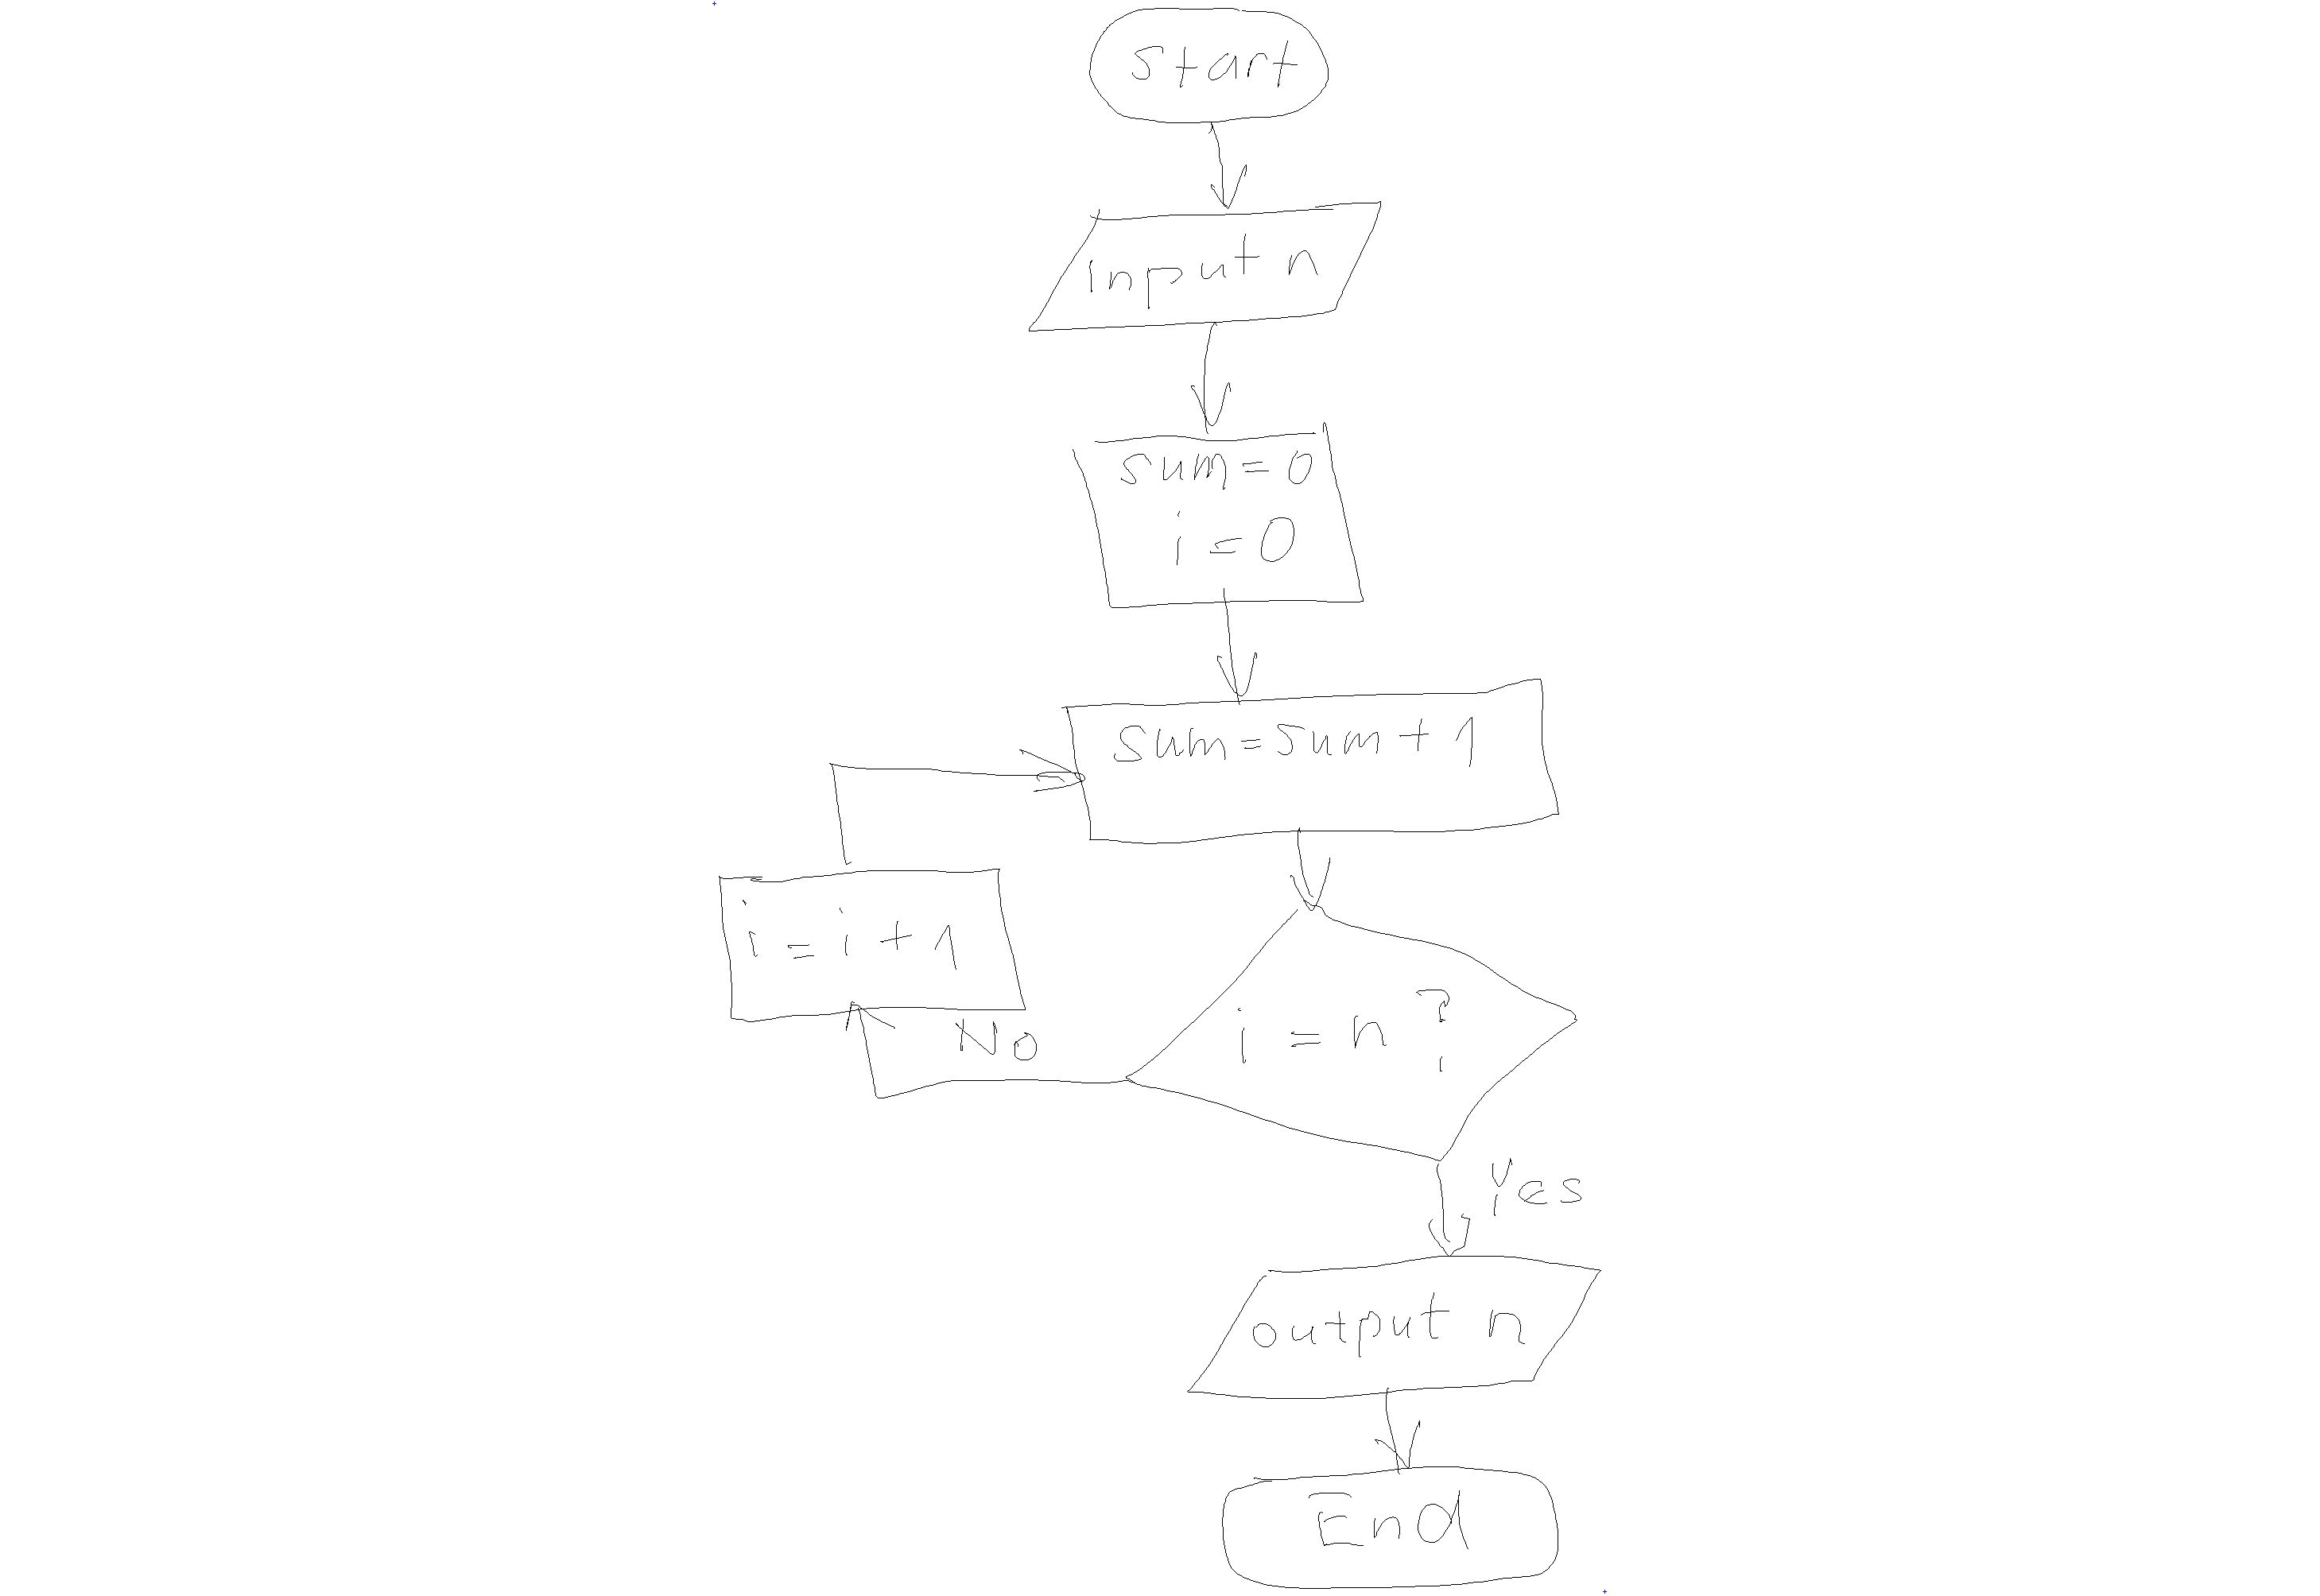 Start
input n
sum=0
i=0
sum=sum+1
i=i+1
No
i=n?
Yes
output n
End